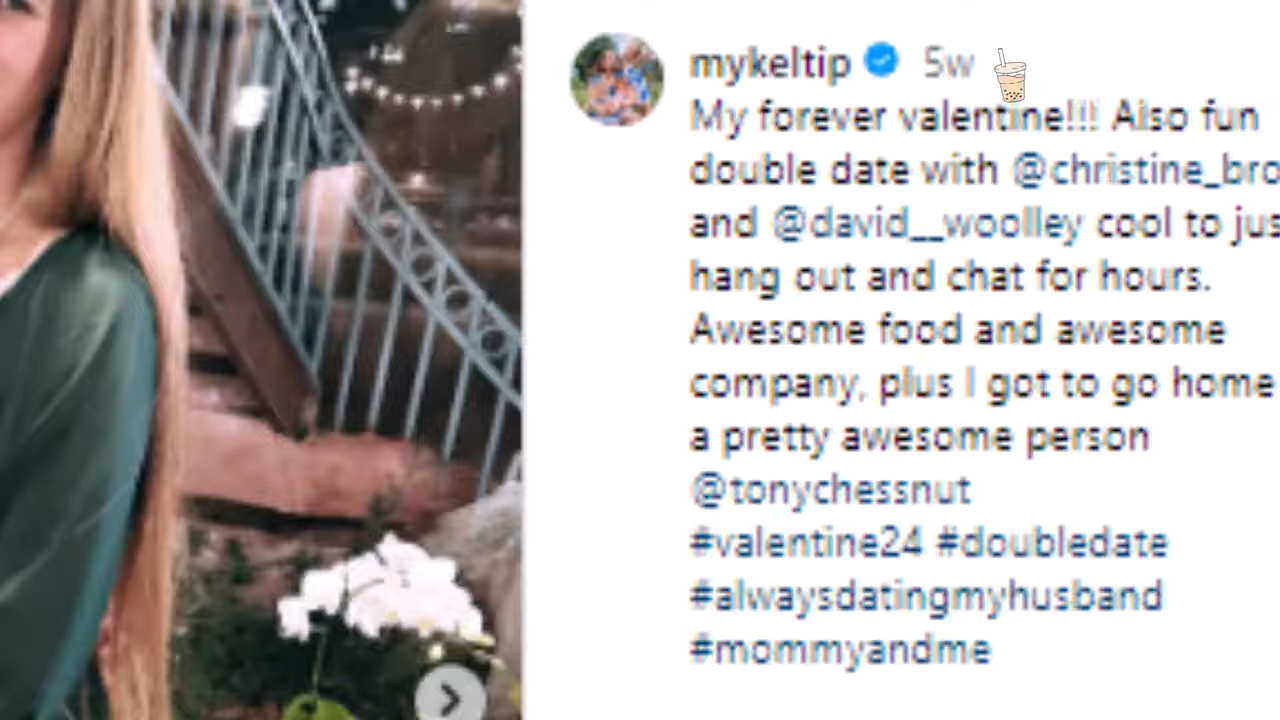 mykeltip 5w
My forever valentine!!! Also fun
double date with @christine_bro
and @david__woolley cool to jus
hang out and chat for hours.
Awesome food and awesome
company, plus I got to go home
a pretty awesome person
@tonychessnut
#valentine24 #doubledate
#alwaysdatingmyhusband
#mommyandme